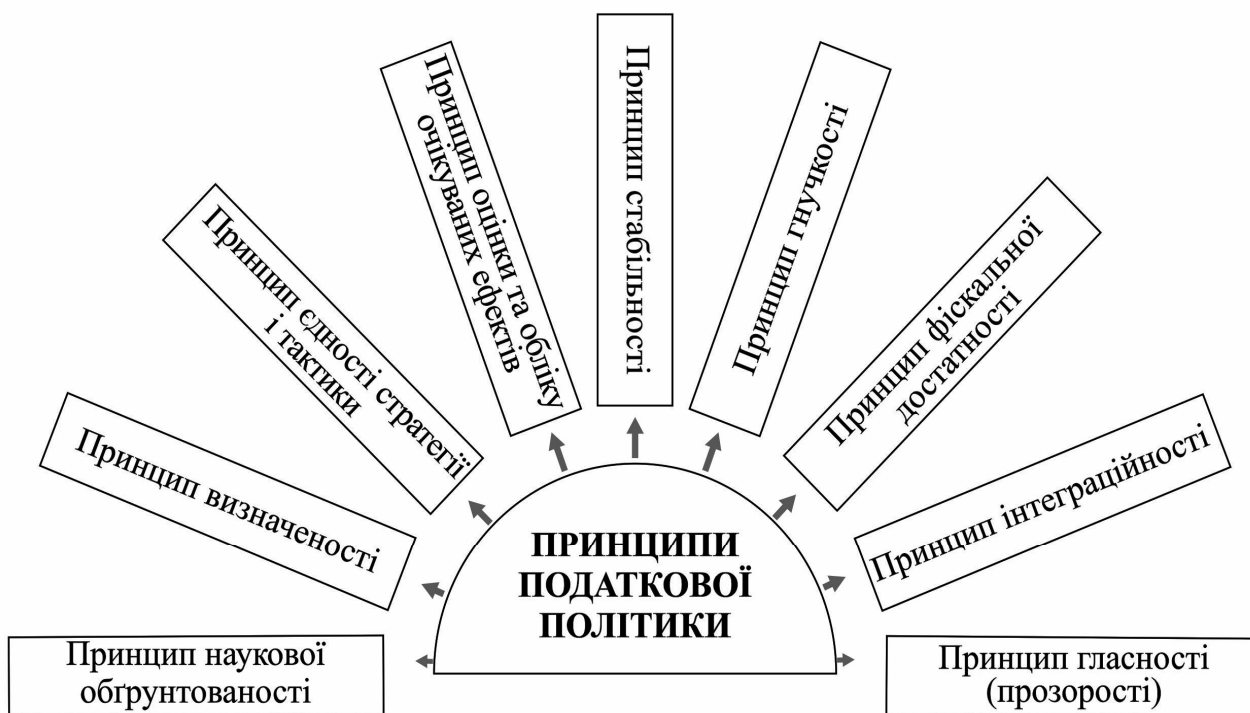 Принцип наукової
обґрунтованості
Принцип визначеності
Принцип єдності стратегії
і тактики
Принцип оцінки та обліку
очікуваних ефектів
Принцип стабільності
Принцип гнучкості
Принцип фіскальної
достатності
Принцип інтеграційності
Принцип гласності
(прозорості)
ПРИНЦИПИ
ПОДАТКОВОЇ
ПОЛІТИКИ